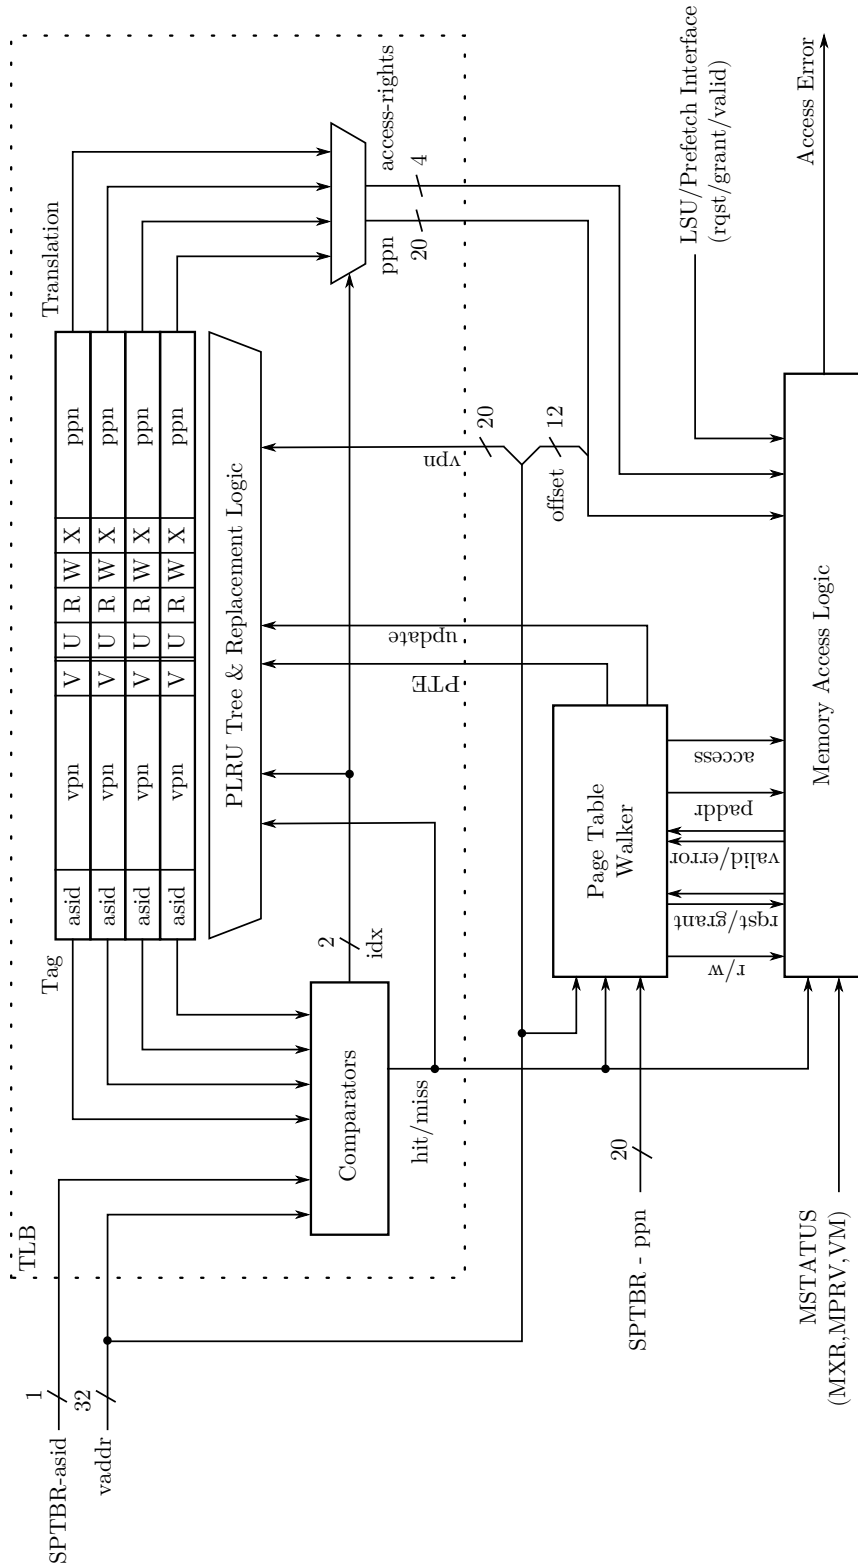 TLB
Tag
Translation
asid vpn V U R W X ppn
asid vpn V U R W X ppn
asid vpn V U R W X ppn
asid vpn V U R W X ppn
PLRU Tree & Replacement Logic
SPTBR-asid
1
vaddr
32
Comparators
2
idx
hit/miss
ppn
20
access-rights
4
vpn
20
offset
12
PTE
update
SPTBR - ppn
20
Page Table
Walker
r/w
rqst/grant
valid/error
paddr
access
Memory Access Logic
MSTATUS
(MXR,MPRV,VM)
LSU/Prefetch Interface
(rqst/grant/valid)
Access Error